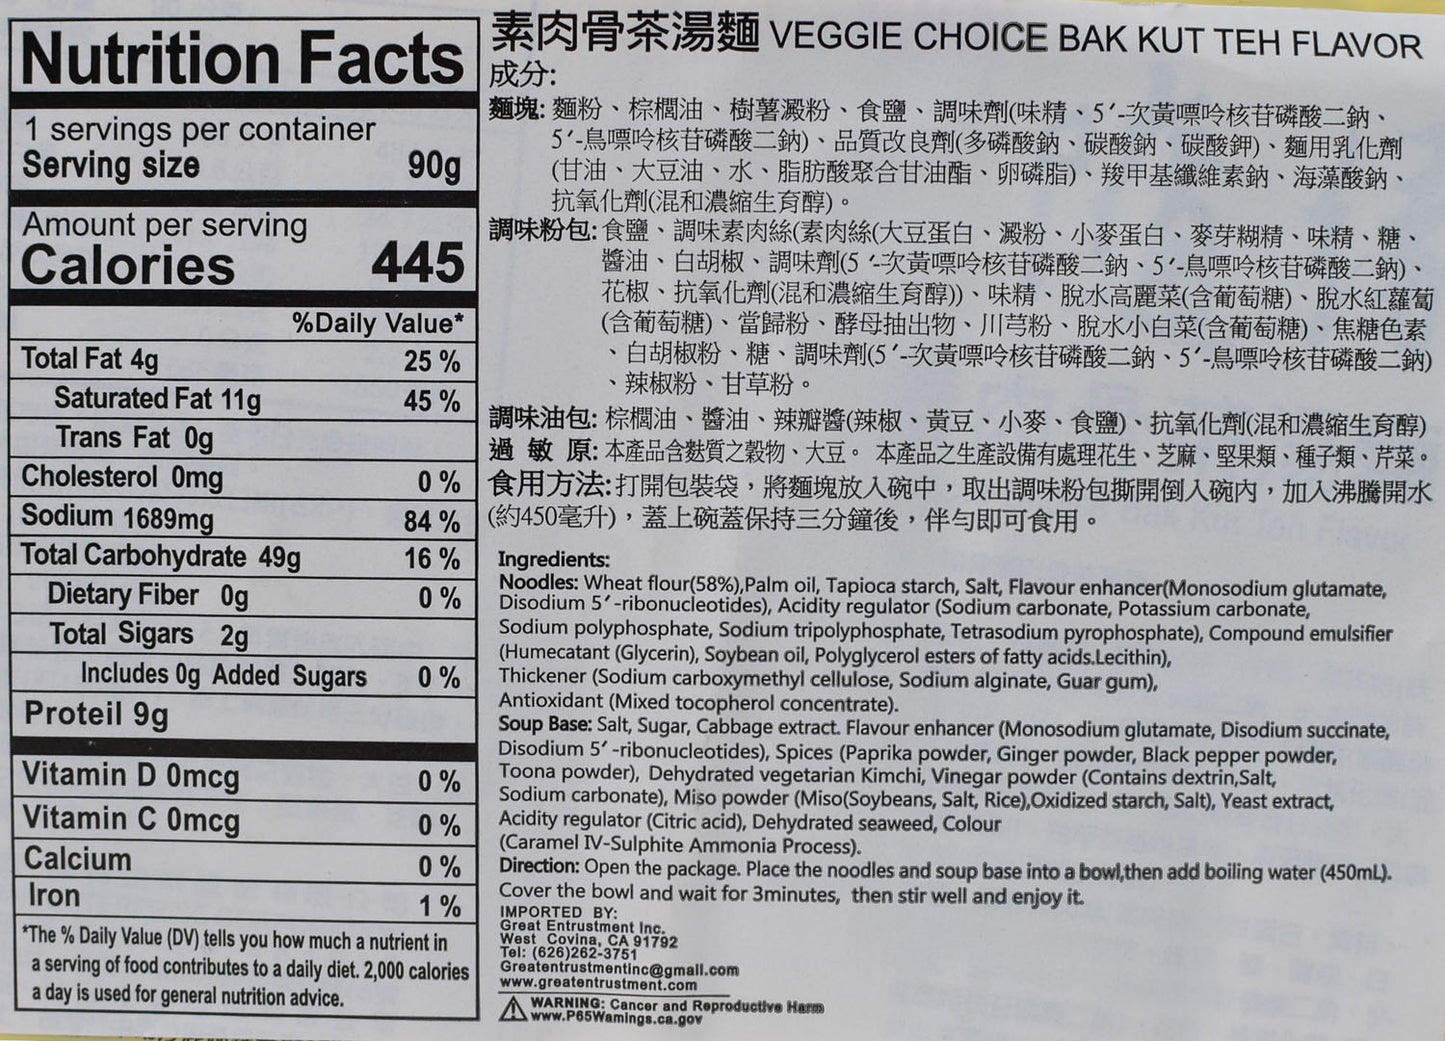 Nutrition Facts
1 servings per container
Serving size 90g
Amount per serving
Calories 445
%Daily Value*
Total Fat 4g 25 %
Saturated Fat 11g 45 %
Trans Fat 0g
Cholesterol 0mg 0 %
Sodium 1689mg 84 %
Total Carbohydrate 49g 16 %
Dietary Fiber 0g 0 %
Total Sigars 2g
Includes 0g Added Sugars 0 %
Proteil 9g
Vitamin D 0mcg 0 %
Vitamin C 0mcg 0 %
Calcium 0 %
Iron 1 %
*The % Daily Value (DV) tells you how much a nutrient in
a serving of food contributes to a daily diet. 2,000 calories
a day is used for general nutrition advice.
素肉骨茶湯麵 VEGGIE CHOICE BAK KUT TEH FLAVOR
成分:
麵塊: 麵粉、棕櫚油、樹薯澱粉、食鹽、調味劑(味精、5′-次黃嘌呤核苷磷酸二鈉、
5′-鳥嘌呤核苷磷酸二鈉)、品質改良劑(多磷酸鈉、碳酸鈉、碳酸鉀)、麵用乳化劑
(甘油、大豆油、水、脂肪酸聚合甘油酯、卵磷脂)、羧甲基纖維素鈉、海藻酸鈉、
抗氧化劑(混和濃縮生育醇)。
調味粉包: 食鹽、調味素肉絲(素肉絲(大豆蛋白、澱粉、小麥蛋白、麥芽糊精、味精、糖、
醬油、白胡椒、調味劑(5 ′-次黃嘌呤核苷磷酸二鈉、5′-鳥嘌呤核苷磷酸二鈉)、
花椒、抗氧化劑(混和濃縮生育醇))、味精、脫水高麗菜(含葡萄糖)、脫水紅蘿蔔
(含葡萄糖)、當歸粉、酵母抽出物、川芎粉、脫水小白菜(含葡萄糖)、焦糖色素
、白胡椒粉、糖、調味劑(5′-次黃嘌呤核苷磷酸二鈉、5′-鳥嘌呤核苷磷酸二鈉)
、辣椒粉、甘草粉。
調味油包: 棕櫚油、醬油、辣瓣醬(辣椒、黃豆、小麥、食鹽)、抗氧化劑(混和濃縮生育醇)
過 敏 原: 本產品含麩質之穀物、大豆。 本產品之生產設備有處理花生、芝麻、堅果類、種子類、芹菜。
食用方法: 打開包裝袋，將麵塊放入碗中，取出調味粉包撕開倒入碗內，加入沸騰開水
(約450毫升)，蓋上碗蓋保持三分鐘後，伴勻即可食用。
Ingredients:
Noodles: Wheat flour(58%),Palm oil, Tapioca starch, Salt, Flavour enhancer(Monosodium glutamate,
Disodium 5′-ribonucleotides), Acidity regulator (Sodium carbonate, Potassium carbonate,
Sodium polyphosphate, Sodium tripolyphosphate, Tetrasodium pyrophosphate), Compound emulsifier
(Humecatant (Glycerin), Soybean oil, Polyglycerol esters of fatty acids.Lecithin),
Thickener (Sodium carboxymethyl cellulose, Sodium alginate, Guar gum),
Antioxidant (Mixed tocopherol concentrate).
Soup Base: Salt, Sugar, Cabbage extract. Flavour enhancer (Monosodium glutamate, Disodium succinate,
Disodium 5′ -ribonucleotides), Spices (Paprika powder, Ginger powder, Black pepper powder,
Toona powder), Dehydrated vegetarian Kimchi, Vinegar powder (Contains dextrin,Salt,
Sodium carbonate), Miso powder (Miso(Soybeans, Salt, Rice),Oxidized starch, Salt), Yeast extract,
Acidity regulator (Citric acid), Dehydrated seaweed, Colour
(Caramel IV-Sulphite Ammonia Process).
Direction: Open the package. Place the noodles and soup base into a bowl,then add boiling water (450mL).
Cover the bowl and wait for 3minutes, then stir well and enjoy it.
IMPORTED BY:
Great Entrustment Inc.
West Covina, CA 91792
Tel: (626)262-3751
Greatentrustmentinc@gmail.com
www.greatentrustment.com
WARNING: Cancer and Reproductive Harm
www.P65Warnings.ca.gov